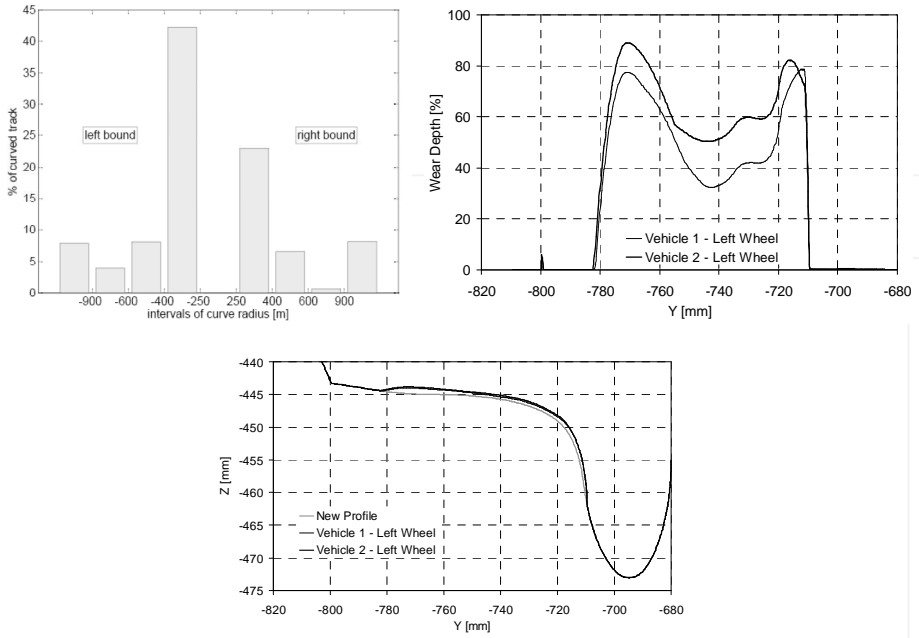 45
40
35
30
25
20
15
10
5
0
% of curved track
left bound
right bound
-900 -600 -400 -250 250 400 600 900
intervals of curve radius [m]
100
80
60
40
20
0
Wear Depth [%]
Vehicle 1 - Left Wheel
Vehicle 2 - Left Wheel
-820 -800 -780 -760 -740 -720 -700 -680
Y [mm]
-440
-445
-450
-455
-460
-465
-470
-475
Z [mm]
New Profile
Vehicle 1 - Left Wheel
Vehicle 2 - Left Wheel
-820 -800 -780 -760 -740 -720 -700 -680
Y [mm]